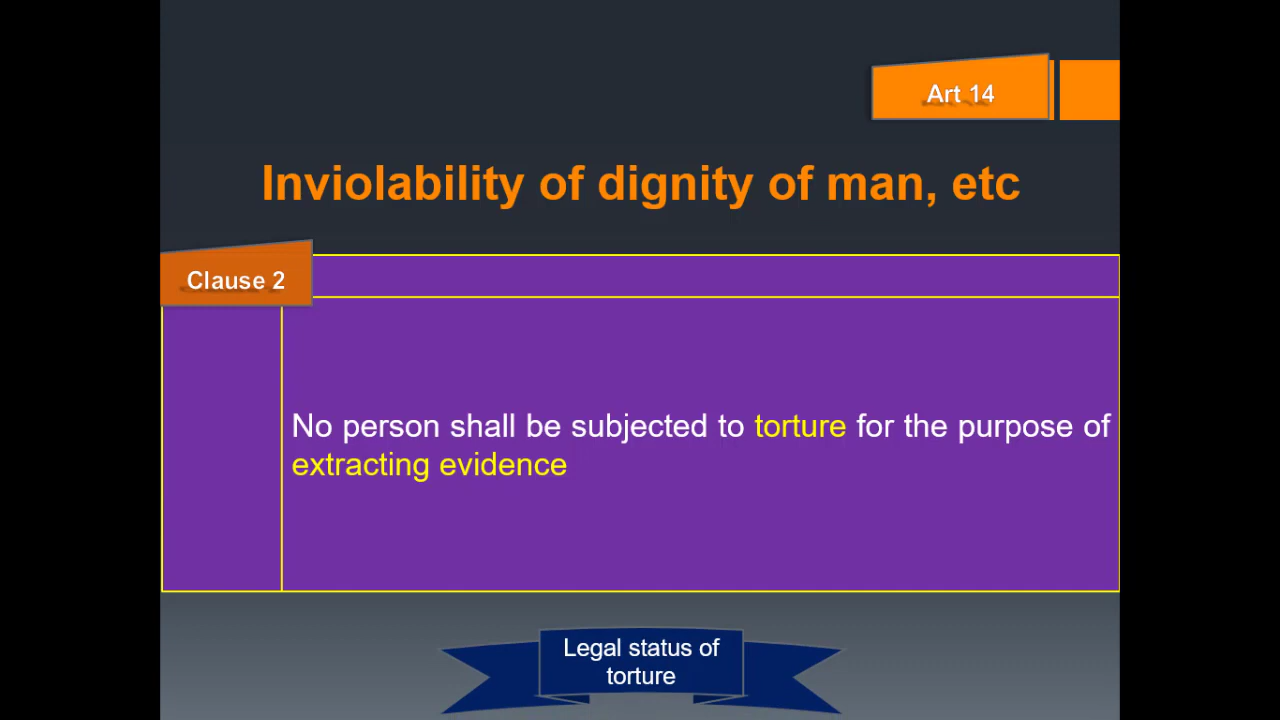 Art 14
Inviolability of dignity of man, etc
Clause 2
No person shall be subjected to torture for the purpose of
extracting evidence
Legal status of
torture